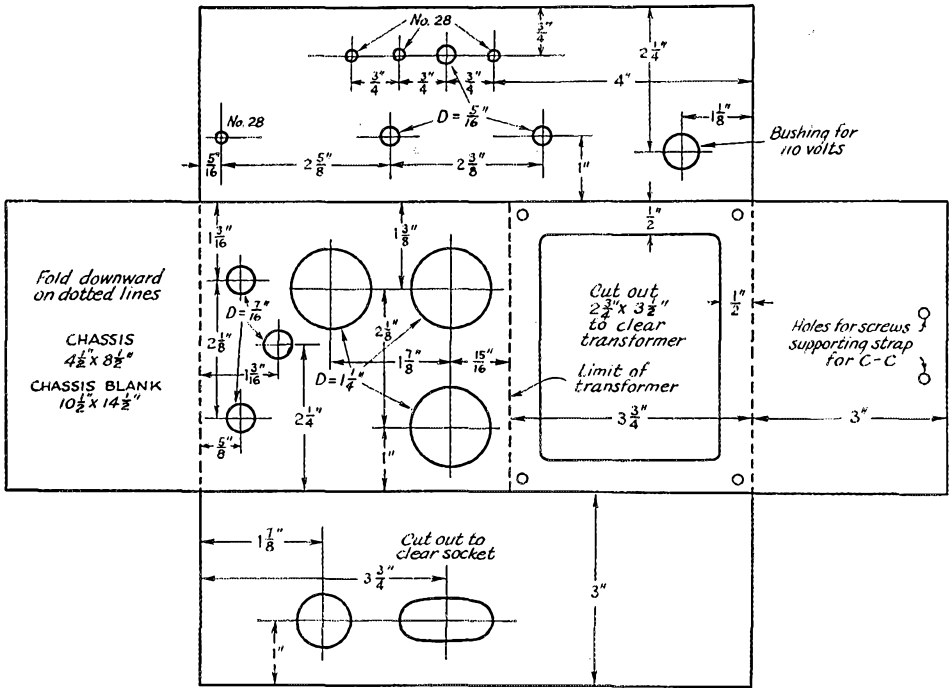 No. 28
3/4"
2 1/4"
3/4"
3/4"
3/4"
4"
No. 28
D = 5/16"
1 1/8"
Bushing for
110 volts
5/16"
2 5/8"
2 3/8"
1"
1 3/16"
1 3/8"
1/2"
Fold downward
on dotted lines
CHASSIS
4 1/2" x 8 1/2"
CHASSIS BLANK
10 1/2" x 14 1/2"
D = 7/16"
2 1/8"
1 3/16"
5/8"
2 1/4"
2 1/8"
1 7/8"
15/16"
D = 1 1/4"
1"
Cut out
2 3/4" x 3 1/2"
to clear
transformer
1/2"
Limit of
transformer
3 3/4"
Holes for screws
supporting strap
for C-C
3"
1 7/8"
Cut out to
clear socket
3 3/4"
3"
1"